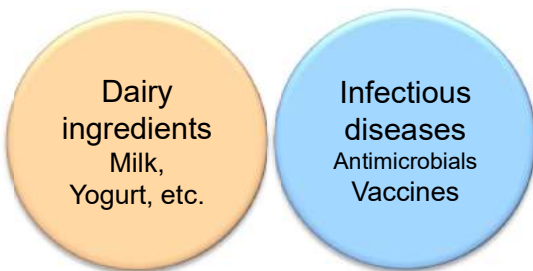 Dairy
ingredients
Milk,
Yogurt, etc.
Infectious
diseases
Antimicrobials
Vaccines